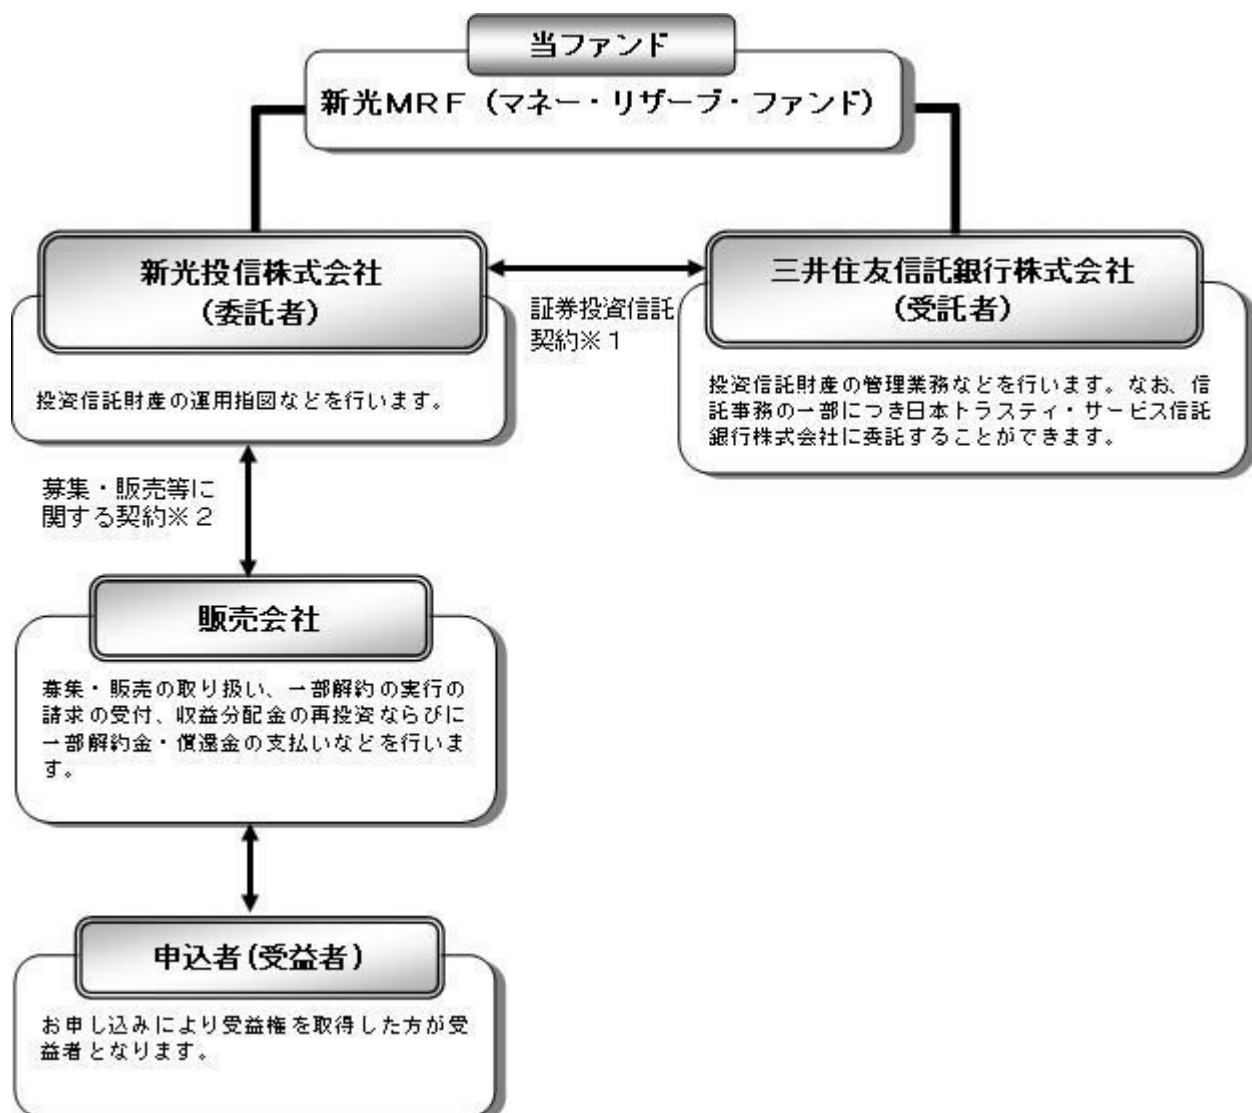 当ファンド
新光ＭＲＦ（マネー・リザーブ・ファンド）
新光投信株式会社
（委託者）
投資信託財産の運用指図などを行います。
証券投資信託
契約※１
三井住友信託銀行株式会社
（受託者）
投資信託財産の管理業務などを行います。なお、信
託事務の一部につき日本トラスティ・サービス信託
銀行株式会社に委託することができます。
募集・販売等に
関する契約※２
販売会社
募集・販売の取り扱い、一部解約の実行の
請求の受付、収益分配金の再投資ならびに
一部解約金・償還金の支払いなどを行いま
す。
申込者(受益者)
お申し込みにより受益権を取得した方が受
益者となります。